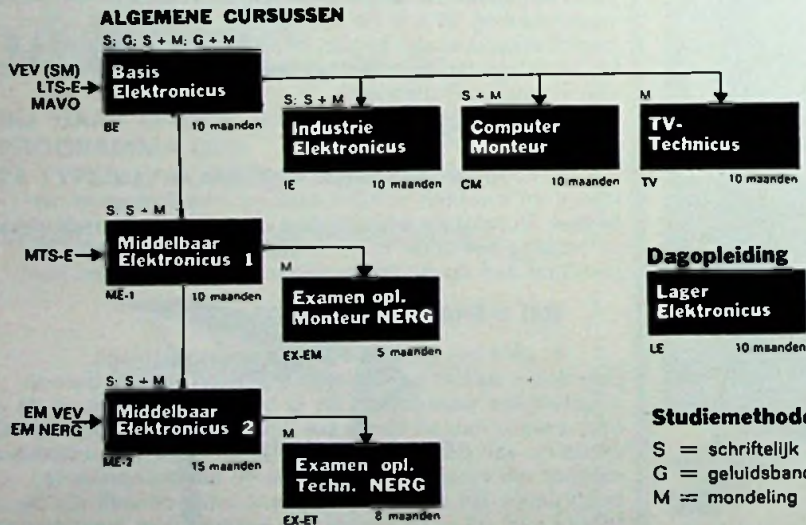 ALGEMENE CURSUSSEN
S; G; S + M; G + M
VEV (SM)
LTS-E
MAVO
Basis
Elektronicus
BE 10 maanden
S; S + M
Industrie
Elektronicus
IE 10 maanden
S + M
Computer
Monteur
CM 10 maanden
M
TV-
Technicus
TV 10 maanden
S; S + M
MTS-E
Middelbaar
Elektronicus 1
ME-1 10 maanden
M
Examen opl.
Monteur NERG
EX-EM 5 maanden
Dagopleiding
Lager
Elektronicus
LE 10 maanden
S; S + M
EM VEV
EM NERG
Middelbaar
Elektronicus 2
ME-2 15 maanden
M
Examen opl.
Techn. NERG
EX-ET 8 maanden
Studiemethode
S = schriftelijk
G = geluidsband
M = mondeling